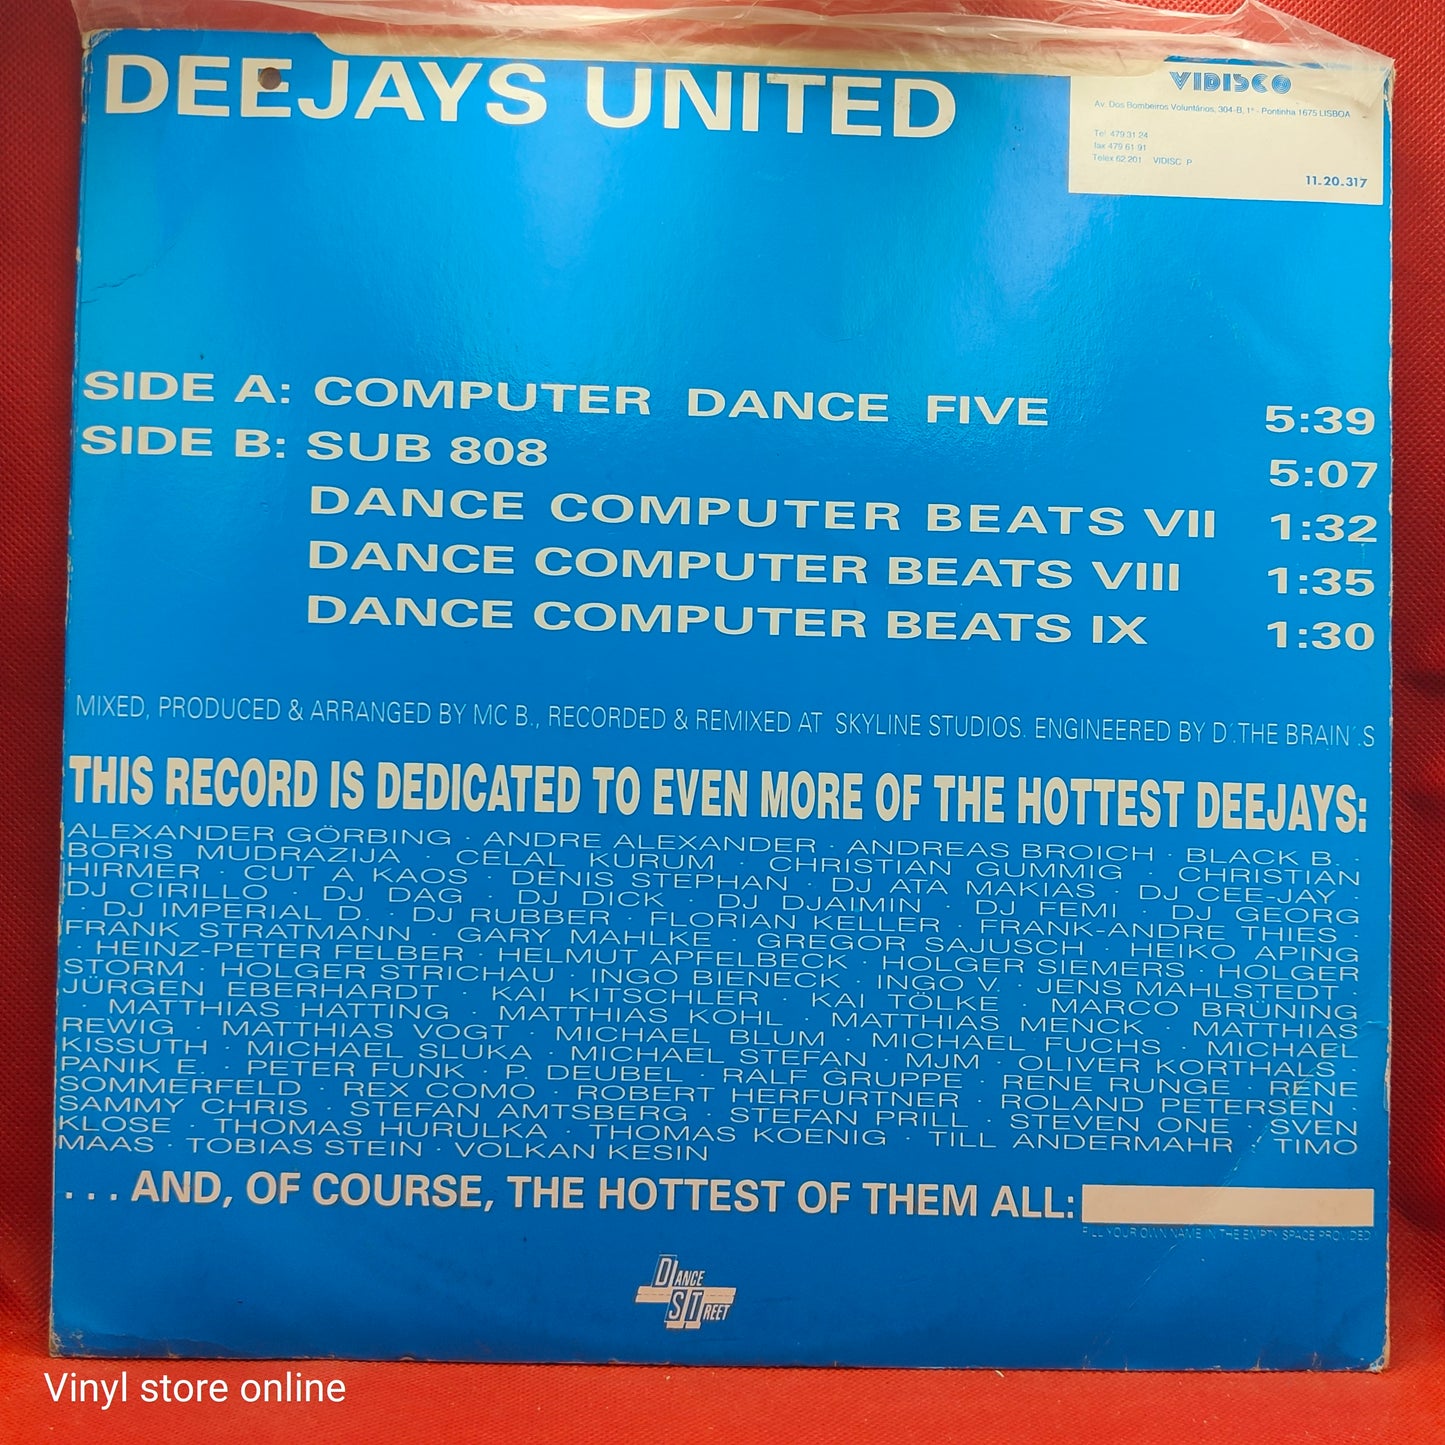 DEEJAYS UNITED
VIDISCO
Av. Dos Bombeiros Voluntários, 304-B, 1° - Pontinha 1675 LISBOA
Tel 479 31 24
fax 479 61 91
Telex 62 201 VIDISC P
11.20.317
SIDE A: COMPUTER DANCE FIVE 5:39
SIDE B: SUB 808 5:07
DANCE COMPUTER BEATS VII 1:32
DANCE COMPUTER BEATS VIII 1:35
DANCE COMPUTER BEATS IX 1:30
MIXED, PRODUCED & ARRANGED BY MC B., RECORDED & REMIXED AT SKYLINE STUDIOS. ENGINEERED BY D´.THE BRAIN´.S
THIS RECORD IS DEDICATED TO EVEN MORE OF THE HOTTEST DEEJAYS:
ALEXANDER GÖRBING · ANDRE ALEXANDER · ANDREAS BROICH · BLACK B. ·
BORIS MUDRAZIJA · CELAL KURUM · CHRISTIAN GUMMIG · CHRISTIAN
HIRMER · CUT A KAOS · DENIS STEPHAN · DJ ATA MAKIAS · DJ CEE-JAY ·
DJ CIRILLO · DJ DAG · DJ DICK · DJ DJAIMIN · DJ FEMI · DJ GEORG
· DJ IMPERIAL D. · DJ RUBBER · FLORIAN KELLER · FRANK-ANDRE THIES ·
FRANK STRATMANN · GARY MAHLKE · GREGOR SAJUSCH · HEIKO APING
· HEINZ-PETER FELBER · HELMUT APFELBECK · HOLGER SIEMERS · HOLGER
STORM · HOLGER STRICHAU · INGO BIENECK · INGO V. · JENS MAHLSTEDT ·
JÜRGEN EBERHARDT · KAI KITSCHLER · KAI TÖLKE · MARCO BRÜNING
· MATTHIAS HATTING · MATTHIAS KOHL · MATTHIAS MENCK · MATTHIAS
REWIG · MATTHIAS VOGT · MICHAEL BLUM · MICHAEL FUCHS · MICHAEL
KISSUTH · MICHAEL SLUKA · MICHAEL STEFAN · MJM · OLIVER KORTHALS ·
PANIK E. · PETER FUNK · P. DEUBEL · RALF GRUPPE · RENE RUNGE · RENE
SOMMERFELD · REX COMO · ROBERT HERFURTNER · ROLAND PETERSEN ·
SAMMY CHRIS · STEFAN AMTSBERG · STEFAN PRILL · STEVEN ONE · SVEN
KLOSE · THOMAS HURULKA · THOMAS KOENIG · TILL ANDERMAHR · TIMO
MAAS · TOBIAS STEIN · VOLKAN KESIN
. . . AND, OF COURSE, THE HOTTEST OF THEM ALL:
FILL YOUR OWN NAME IN THE EMPTY SPACE PROVIDED
DANCE
STREET
Vinyl store online